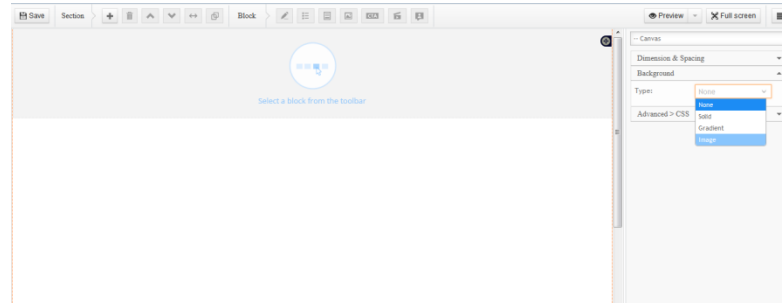 Save Section Block Preview Full screen
-- Canvas
Dimension & Spacing
Background
Type: None
None
Solid
Gradient
Image
Advanced > CSS
Select a block from the toolbar